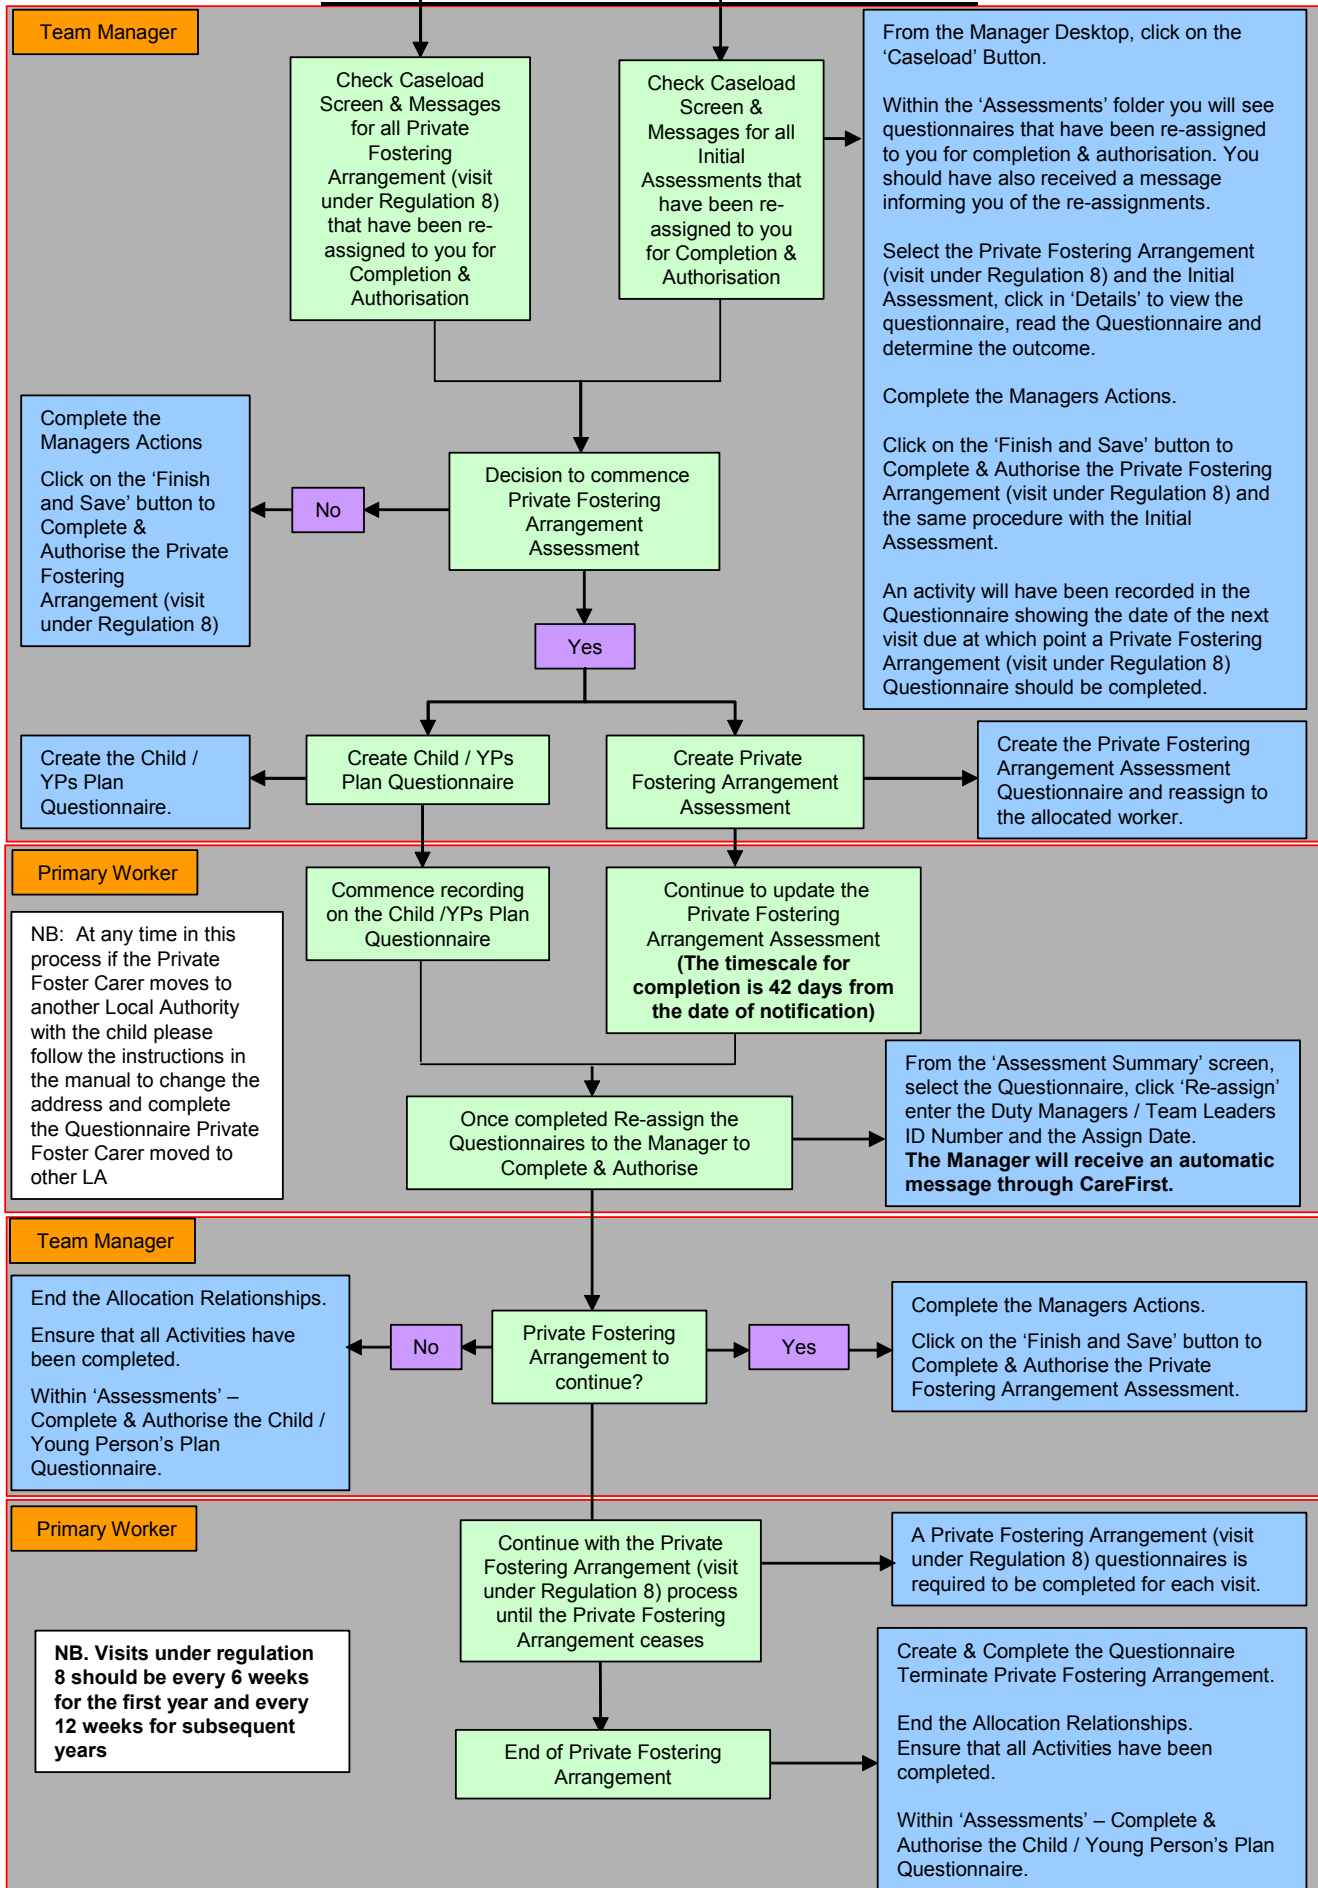 Team Manager
Check Caseload
Screen & Messages
for all Private
Fostering
Arrangement (visit
under Regulation 8)
that have been re-
assigned to you for
Completion &
Authorisation
Check Caseload
Screen &
Messages for all
Initial
Assessments that
have been re-
assigned to you
for Completion &
Authorisation
From the Manager Desktop, click on the
‘Caseload’ Button.
Within the ‘Assessments’ folder you will see
questionnaires that have been re-assigned
to you for completion & authorisation. You
should have also received a message
informing you of the re-assignments.
Select the Private Fostering Arrangement
(visit under Regulation 8) and the Initial
Assessment, click in ‘Details’ to view the
questionnaire, read the Questionnaire and
determine the outcome.
Complete the Managers Actions.
Click on the ‘Finish and Save’ button to
Complete & Authorise the Private Fostering
Arrangement (visit under Regulation 8) and
the same procedure with the Initial
Assessment.
An activity will have been recorded in the
Questionnaire showing the date of the next
visit due at which point a Private Fostering
Arrangement (visit under Regulation 8)
Questionnaire should be completed.
Complete the
Managers Actions
Click on the ‘Finish
and Save’ button to
Complete &
Authorise the Private
Fostering
Arrangement (visit
under Regulation 8)
No
Decision to commence
Private Fostering
Arrangement
Assessment
Yes
Create the Child /
YPs Plan
Questionnaire.
Create Child / YPs
Plan Questionnaire
Create Private
Fostering Arrangement
Assessment
Create the Private Fostering
Arrangement Assessment
Questionnaire and reassign to
the allocated worker.
Primary Worker
NB:  At any time in this
process if the Private
Foster Carer moves to
another Local Authority
with the child please
follow the instructions in
the manual to change the
address and complete
the Questionnaire Private
Foster Carer moved to
other LA
Commence recording
on the Child /YPs Plan
Questionnaire
Continue to update the
Private Fostering
Arrangement Assessment
(The timescale for
completion is 42 days from
the date of notification)
Once completed Re-assign the
Questionnaires to the Manager to
Complete & Authorise
From the ‘Assessment Summary’ screen,
select the Questionnaire, click ‘Re-assign’
enter the Duty Managers / Team Leaders
ID Number and the Assign Date.
The Manager will receive an automatic
message through CareFirst.
Team Manager
End the Allocation Relationships.
Ensure that all Activities have
been completed.
Within ‘Assessments’ –
Complete & Authorise the Child /
Young Person’s Plan
Questionnaire.
No
Private Fostering
Arrangement to
continue?
Yes
Complete the Managers Actions.
Click on the ‘Finish and Save’ button to
Complete & Authorise the Private
Fostering Arrangement Assessment.
Primary Worker
NB. Visits under regulation
8 should be every 6 weeks
for the first year and every
12 weeks for subsequent
years
Continue with the Private
Fostering Arrangement (visit
under Regulation 8) process
until the Private Fostering
Arrangement ceases
A Private Fostering Arrangement (visit
under Regulation 8) questionnaires is
required to be completed for each visit.
End of Private Fostering
Arrangement
Create & Complete the Questionnaire
Terminate Private Fostering Arrangement.
End the Allocation Relationships.
Ensure that all Activities have been
completed.
Within ‘Assessments’ – Complete &
Authorise the Child / Young Person’s Plan
Questionnaire.